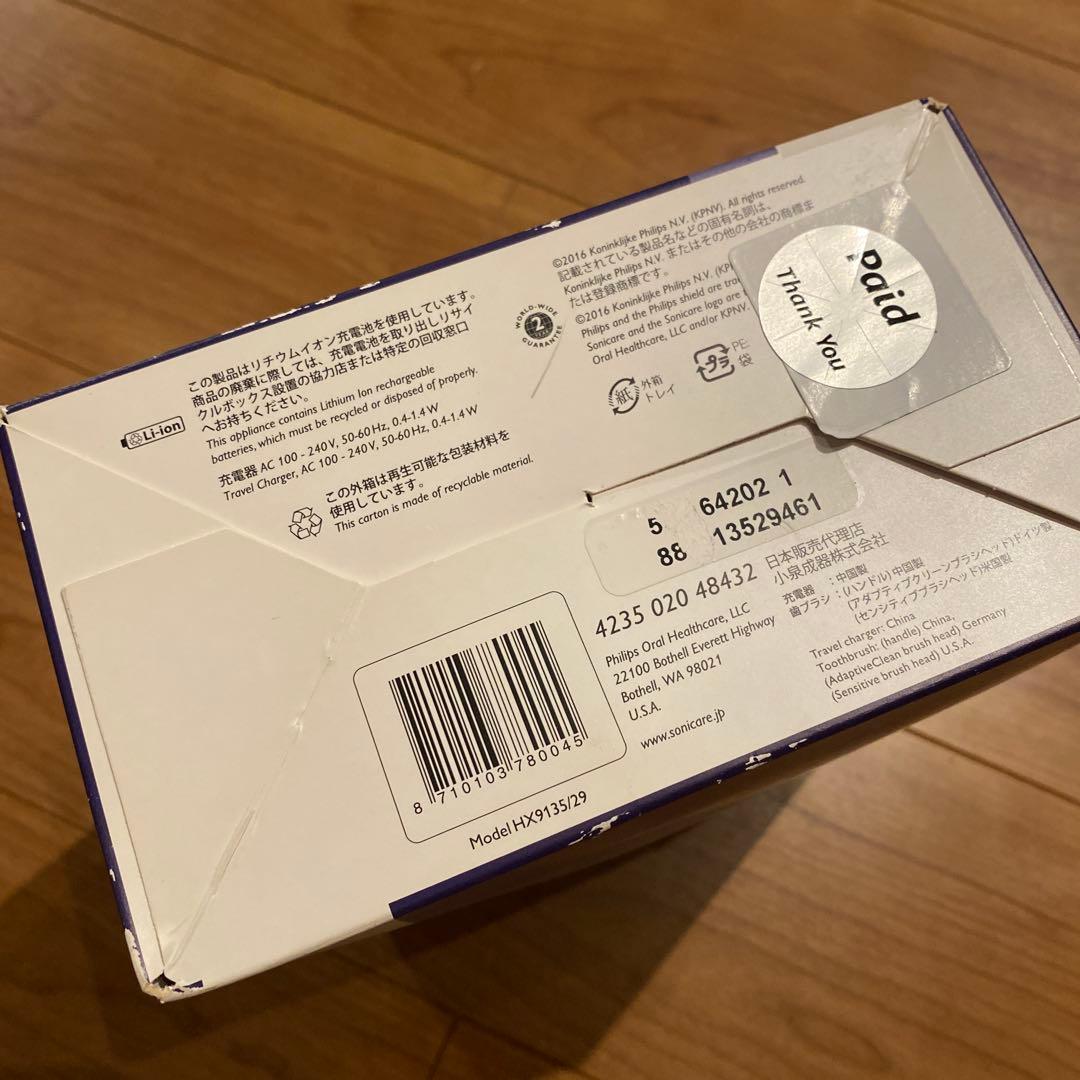 この製品はリチウムイオン充電池を使用しています。
商品の廃棄に際しては、充電電池を取り出しリサイ
クルボックス設置の協力店または特定の回収窓口
へお持ちください。
Li-ion
This appliance contains Lithium Ion rechargeable
batteries, which must be recycled or disposed of properly.
充電器 AC 100 - 240 V, 50-60 Hz, 0.4-1.4 W
Travel Charger, AC 100 - 240 V, 50-60 Hz, 0.4-1.4 W
この外箱は再生可能な包装材料を
使用しています。
This carton is made of recyclable material.
WORLD-WIDE
2
GUARANTEE
©2016 Koninklijke Philips N.V. (KPNV). All rights reserved.
記載されている製品名などの固有名詞は、
Koninklijke Philips N.V. またはその他の会社の商標ま
たは登録商標です。
©2016 Koninklijke Philips N.V. (KPN
Philips and the Philips shield are
Sonicare and the Sonicare logo are
Oral Healthcare, LLC and/or KPNV.
紙
外箱
トレイ
プラ
PE
袋
Paid
Thank You
5 64202 1
88 13529461
4235 020 48432
日本販売代理店
小泉成器株式会社
Philips Oral Healthcare, LLC
22100 Bothell Everett Highway
Bothell, WA 98021
U.S.A.
www.sonicare.jp
充電器 : 中国製
歯ブラシ : (ハンドル) 中国製
(アダプティブクリーンブラシヘッド)ドイツ製
(センシティブブラシヘッド)米国製
Travel charger: China
Toothbrush: (handle) China,
(AdaptiveClean brush head) Germany
(Sensitive brush head) U.S.A.
8 710103 780045
Model HX9135/29